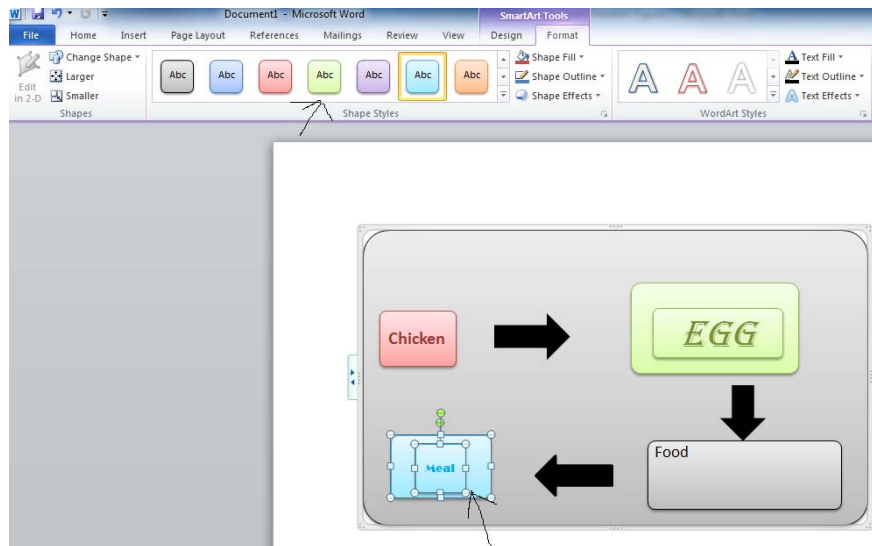 W Document1 - Microsoft Word SmartArt Tools
File Home Insert Page Layout References Mailings Review View Design Format
Edit in 2-D
Change Shape
Larger
Smaller
Shapes
Abc Abc Abc Abc Abc Abc Abc
Shape Styles
Shape Fill
Shape Outline
Shape Effects
A A A
WordArt Styles
A Text Fill
Text Outline
A Text Effects
Chicken
EGG
Meal
Food